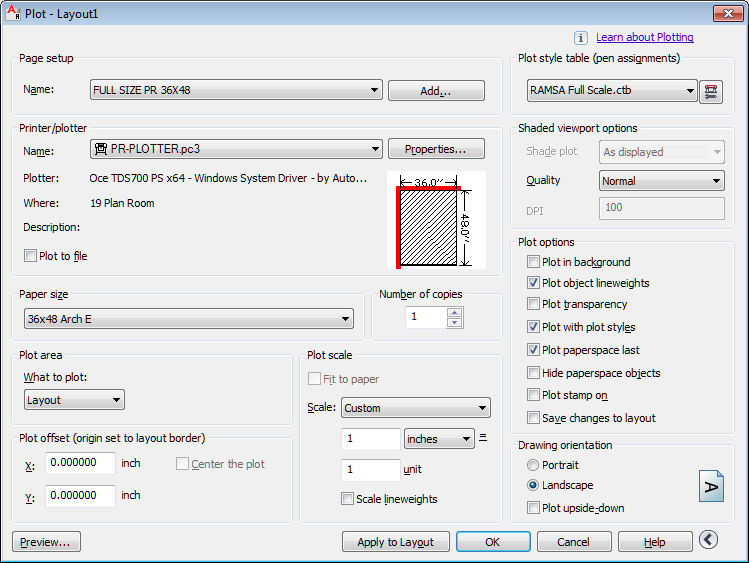 Plot - Layout1
Learn about Plotting
Page setup
Name:
FULL SIZE PR 36X48
Add...
Plot style table (pen assignments)
RAMSA Full Scale.ctb
Printer/plotter
Name:
PR-PLOTTER.pc3
Properties...
Plotter:
Oce TDS700 PS x64 - Windows System Driver - by Auto...
Where:
19 Plan Room
Description:
Plot to file
36.0''
48.0''
Shaded viewport options
Shade plot
As displayed
Quality
Normal
DPI
100
Paper size
36x48 Arch E
Number of copies
1
Plot options
Plot in background
Plot object lineweights
Plot transparency
Plot with plot styles
Plot paperspace last
Hide paperspace objects
Plot stamp on
Save changes to layout
Plot area
What to plot:
Layout
Plot scale
Fit to paper
Scale:
Custom
1
inches
=
1
unit
Scale lineweights
Plot offset (origin set to layout border)
X:
0.000000
inch
Center the plot
Y:
0.000000
inch
Drawing orientation
Portrait
Landscape
Plot upside-down
A
Preview...
Apply to Layout
OK
Cancel
Help